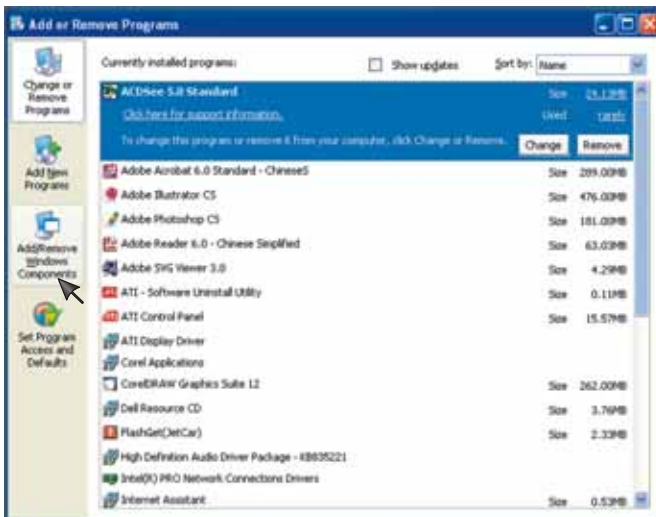 Add or Remove Programs
Change or
Remove
Programs
Add New
Programs
Add/Remove
Windows
Components
Set Program
Access and
Defaults
Currently installed programs:
Show updates
Sort by: Name
ACDSee 5.0 Standard
Size
Click here for support information.
Used rarely
To change this program or remove it from your computer, click Change or Remove.
Change Remove
Adobe Acrobat 6.0 Standard - ChineseS Size 289.00MB
Adobe Illustrator CS Size 476.00MB
Adobe Photoshop CS Size 181.00MB
Adobe Reader 6.0 - Chinese Simplified Size 63.03MB
Adobe SVG Viewer 3.0 Size 4.29MB
ATI - Software Uninstall Utility Size 0.11MB
ATI Control Panel Size 15.57MB
ATI Display Driver
Corel Applications
CorelDRAW Graphics Suite 12 Size 262.00MB
Dell Resource CD Size 3.76MB
FlashGet(JetCar) Size 2.33MB
High Definition Audio Driver Package - KB835221
Intel(R) PRO Network Connections Drivers
Internet Assistant Size 0.53MB